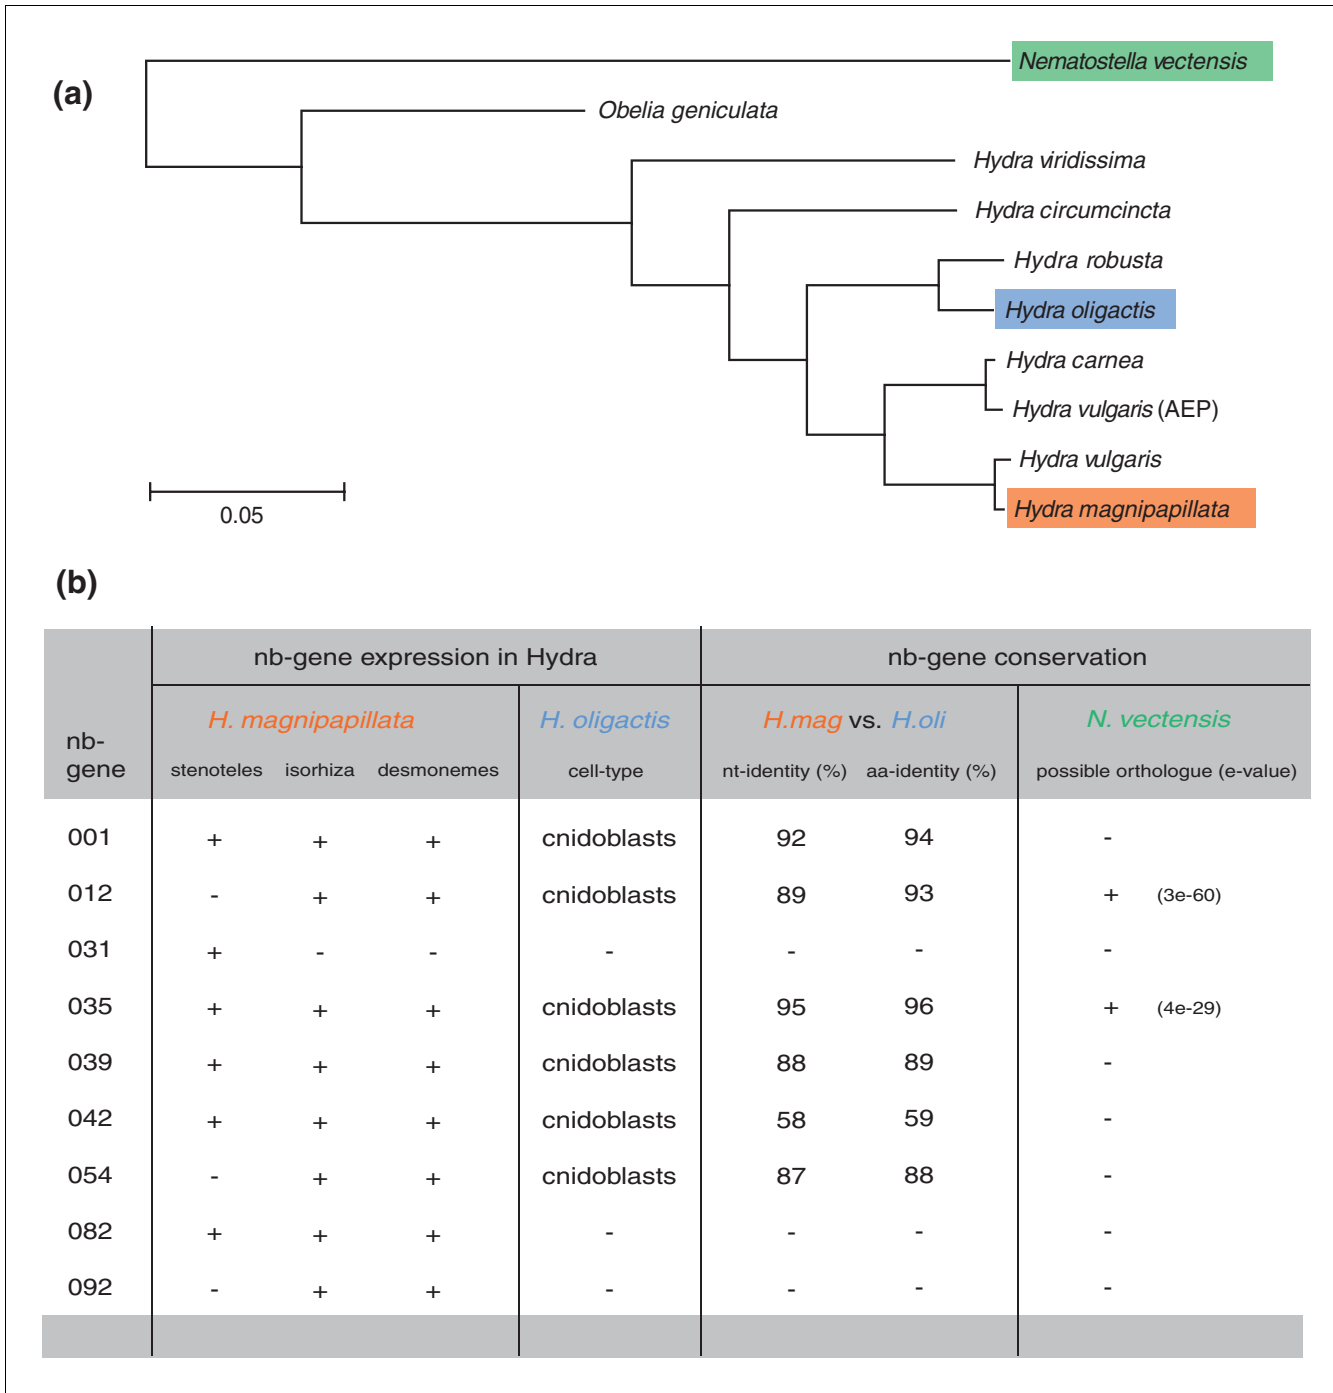 (a)
Nematostella vectensis
Obelia geniculata
Hydra viridissima
Hydra circumcincta
Hydra robusta
Hydra oligactis
Hydra carnea
Hydra vulgaris (AEP)
Hydra vulgaris
Hydra magnipapillata
0.05
(b)
nb-gene expression in Hydra nb-gene conservation
nb-gene H. magnipapillata H. oligactis H.mag vs. H.oli N. vectensis
stenoteles isorhiza desmonemes cell-type nt-identity (%) aa-identity (%) possible orthologue (e-value)
001 + + + cnidoblasts 92 94 -
012 - + + cnidoblasts 89 93 + (3e-60)
031 + - - - - - -
035 + + + cnidoblasts 95 96 + (4e-29)
039 + + + cnidoblasts 88 89 -
042 + + + cnidoblasts 58 59 -
054 - + + cnidoblasts 87 88 -
082 + + + - - - -
092 - + + - - - -